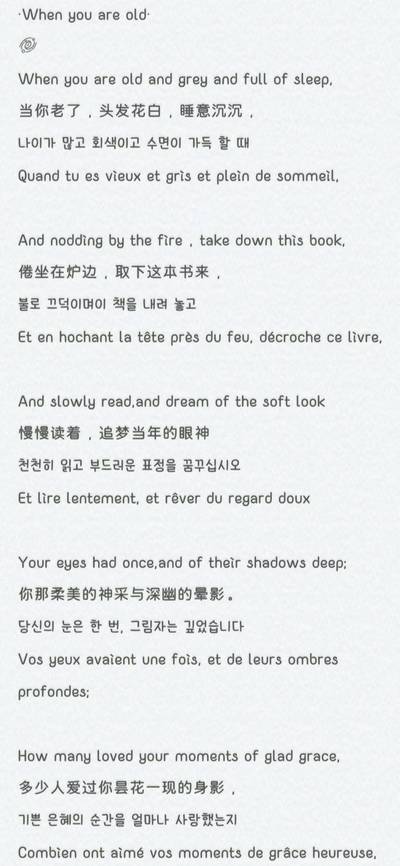 ·When you are old·
When you are old and grey and full of sleep,
当你老了，头发花白，睡意沉沉，
나이가 많고 회색이고 수면이 가득 할 때
Quand tu es vieux et gris et plein de sommeil,
And nodding by the fire，take down this book,
倦坐在炉边，取下这本书来，
불로 끄덕이며이 책을 내려 놓고
Et en hochant la tête près du feu, décroche ce livre,
And slowly read,and dream of the soft look
慢慢读着，追梦当年的眼神
천천히 읽고 부드러운 표정을 꿈꾸십시오
Et lire lentement, et rêver du regard doux
Your eyes had once,and of their shadows deep;
你那柔美的神采与深幽的晕影。
당신의 눈은 한 번, 그림자는 깊었습니다
Vos yeux avaient une fois, et de leurs ombres
profondes;
How many loved your moments of glad grace,
多少人爱过你昙花一现的身影，
기쁜 은혜의 순간을 얼마나 사랑했는지
Combien ont aimé vos moments de grâce heureuse,